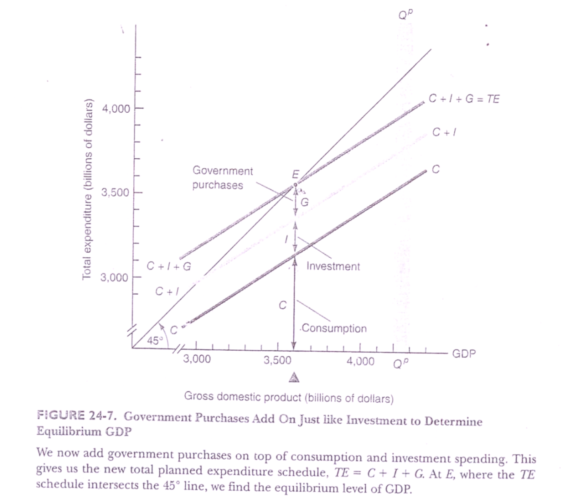 Qᵖ
Total expenditure (billions of dollars)
4,000
3,500
3,000
C + I + G = TE
C + I
C
Government
purchases
E
G
I
Investment
C + I + G
C + I
C
Consumption
C
45°
3,000
3,500
4,000
Qᵖ
GDP
Gross domestic product (billions of dollars)
FIGURE 24-7. Government Purchases Add On Just like Investment to Determine
Equilibrium GDP
We now add government purchases on top of consumption and investment spending. This
gives us the new total planned expenditure schedule, TE = C + I + G. At E, where the TE
schedule intersects the 45° line, we find the equilibrium level of GDP.